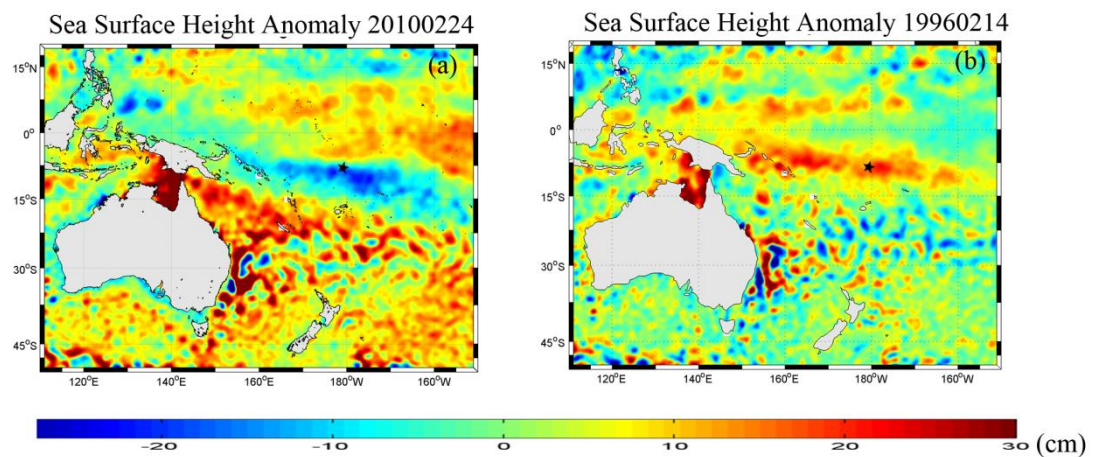 Sea Surface Height Anomaly 20100224
Sea Surface Height Anomaly 19960214
(a)
(b)
15°N
0°
15°S
30°S
45°S
120°E
140°E
160°E
180°E
160°W
15°N
0°
15°S
30°S
45°S
120°E
140°E
160°E
180°E
160°W
-20 -10 0 10 20 30 (cm)